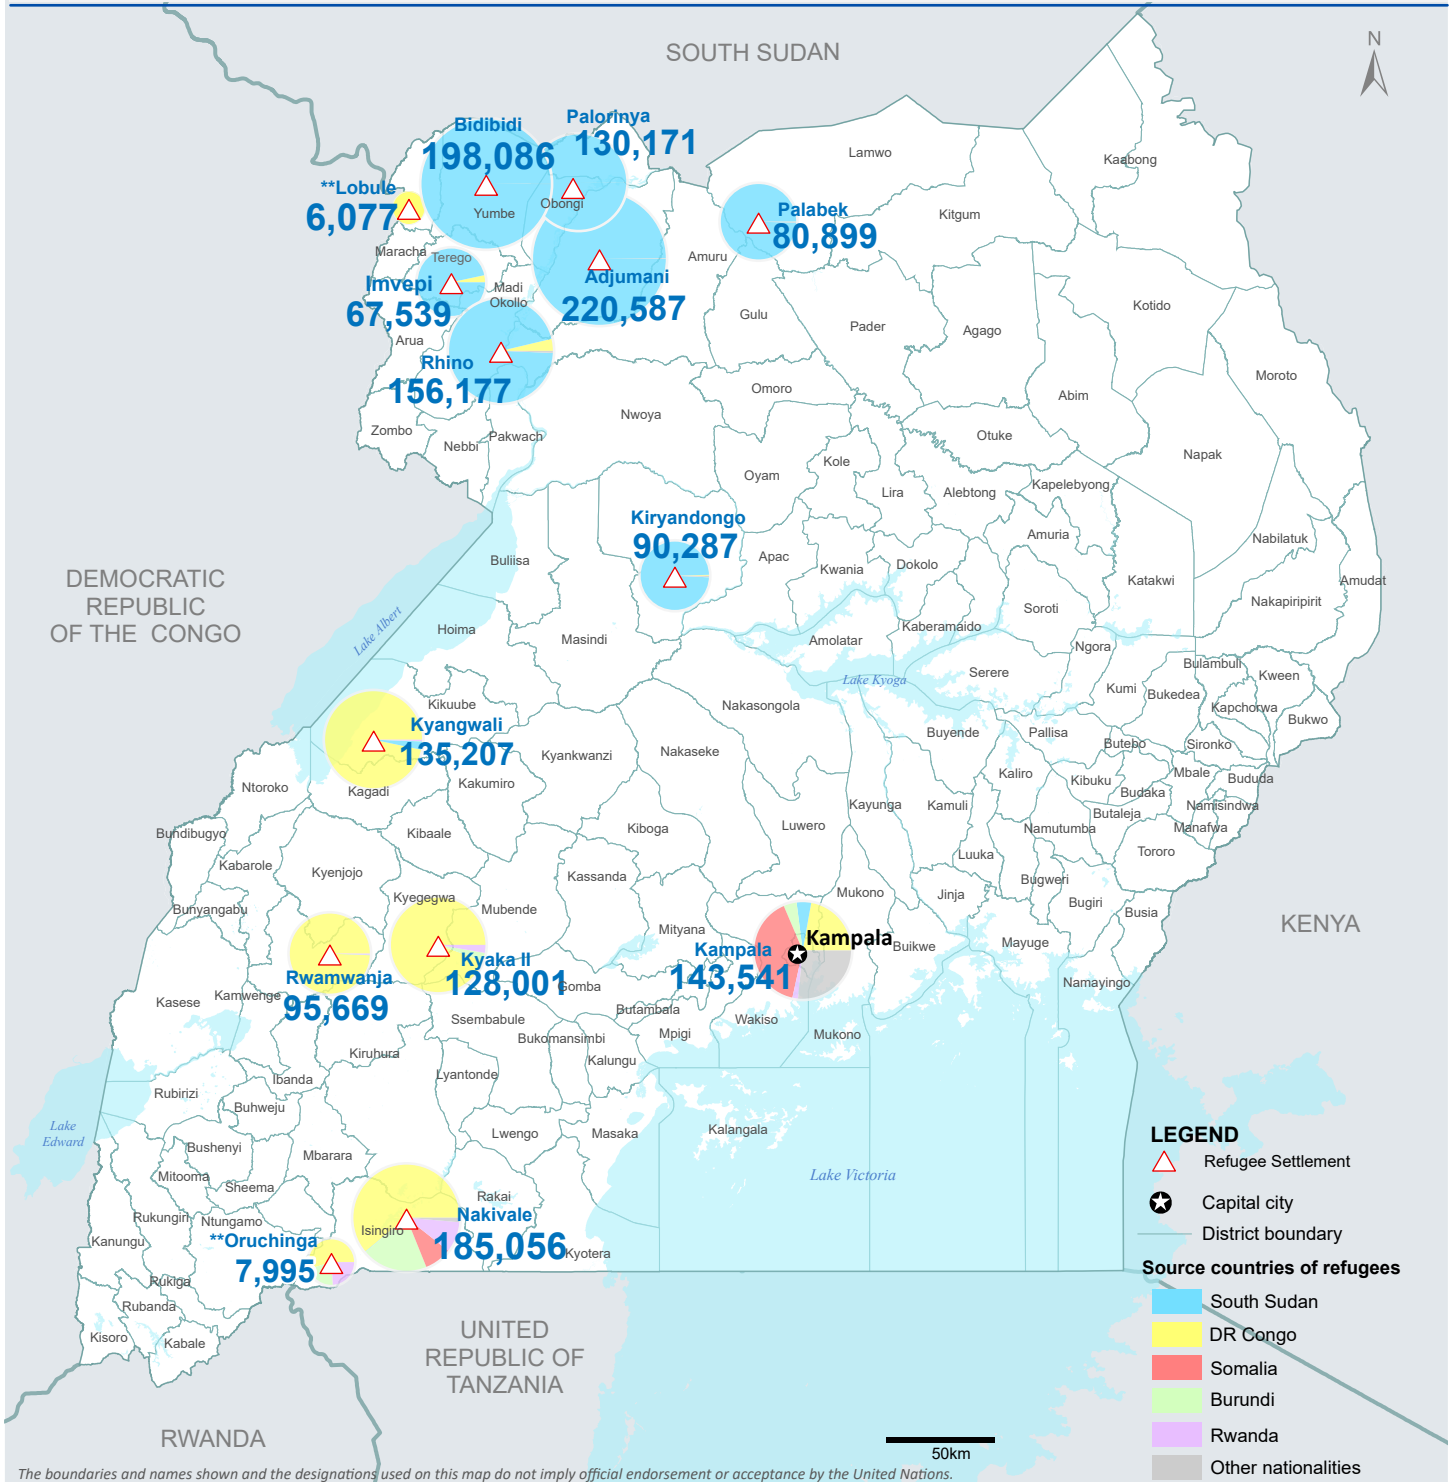 SOUTH SUDAN
N
Bidibidi
198,086
Palorinya
130,171
Lamwo
Kaabong
**Lobule
6,077
Yumbe
Obongi
Palabek
80,899
Kitgum
Maracha
Terego
Amuru
Imvepi
67,539
Madi
Okollo
Adjumani
220,587
Gulu
Pader
Agago
Kotido
Arua
Rhino
156,177
Omoro
Abim
Moroto
Nwoya
Zombo
Nebbi
Pakwach
Otuke
Napak
Oyam
Kole
Lira
Alebtong
Kapelebyong
Kiryandongo
90,287
Amuria
Nabilatuk
Buliisa
Apac
Kwania
Dokolo
Katakwi
Amudat
DEMOCRATIC
REPUBLIC
OF THE CONGO
Lake Albert
Hoima
Masindi
Amolatar
Kaberamaido
Soroti
Nakapiripirit
Ngora
Lake Kyoga
Serere
Bulambuli
Kween
Kumi
Bukedea
Kapchorwa
Bukwo
Kikuube
Kyangwali
135,207
Nakasongola
Kyankwanzi
Nakaseke
Buyende
Pallisa
Butebo
Sironko
Kagadi
Kakumiro
Ntoroko
Kaliro
Kibuku
Mbale
Bududa
Budaka
Kayunga
Kamuli
Namisindwa
Butaleja
Manafwa
Bundibugyo
Kibaale
Kiboga
Luwero
Namutumba
Tororo
Kabarole
Kyenjojo
Kassanda
Luuka
Bugweri
Kyegegwa
Mubende
Mukono
Jinja
Bugiri
Busia
Bunyangabu
Mityana
Kampala
Kampala
143,541
Buikwe
Mayuge
KENYA
Rwamwanja
95,669
Kyaka II
128,001
Gomba
Namayingo
Kasese
Kamwenge
Ssembabule
Butambala
Wakiso
Bukomansimbi
Mpigi
Mukono
Kiruhura
Kalungu
Ibanda
Lyantonde
Rubirizi
Buhweju
Lake
Edward
Lwengo
Masaka
Kalangala
LEGEND
Refugee Settlement
Bushenyi
Mbarara
Mitooma
Sheema
Lake Victoria
Capital city
Rakai
Nakivale
185,056
Rukungiri
Ntungamo
Isingiro
District boundary
Kanungu
**Oruchinga
7,995
Kyotera
Source countries of refugees
Rukiga
Rubanda
South Sudan
Kisoro
Kabale
UNITED
REPUBLIC OF
TANZANIA
DR Congo
Somalia
Burundi
RWANDA
Rwanda
50km
Other nationalities
The boundaries and names shown and the designations used on this map do not imply official endorsement or acceptance by the United Nations.